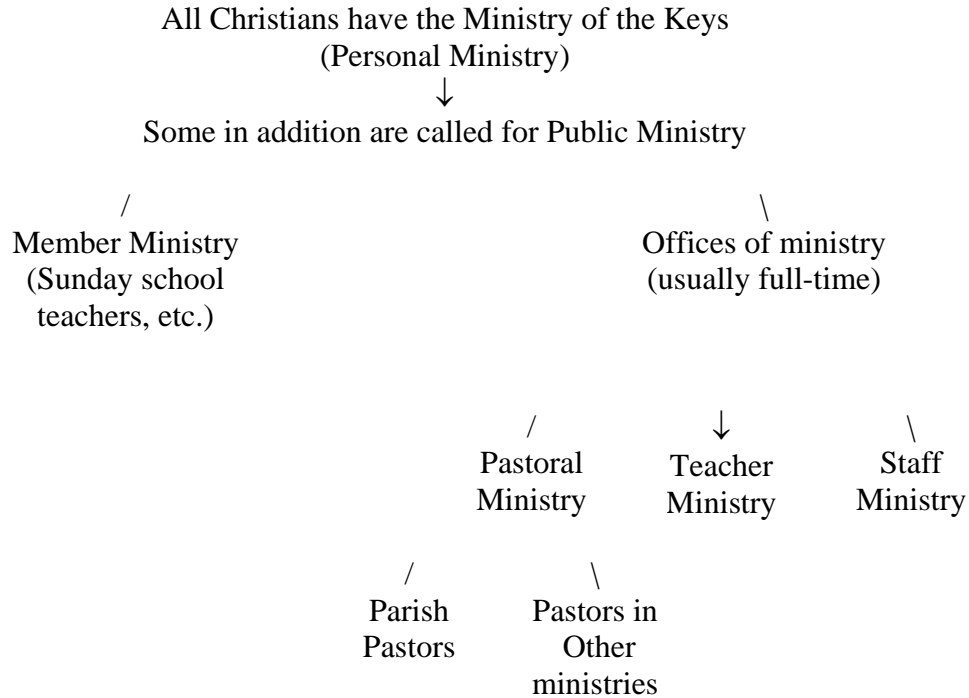 All Christians have the Ministry of the Keys
(Personal Ministry)
↓
Some in addition are called for Public Ministry
/ \
Member Ministry
(Sunday school
teachers, etc.)
Offices of ministry
(usually full-time)
/ ↓ \
Pastoral
Ministry
Teacher
Ministry
Staff
Ministry
/ \
Parish
Pastors
Pastors in
Other
ministries